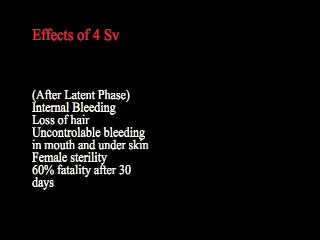 Effects of 4 Sv
(After Latent Phase)
Internal Bleeding
Loss of hair
Uncontrolable bleeding
in mouth and under skin
Female sterility
60% fatality after 30
days